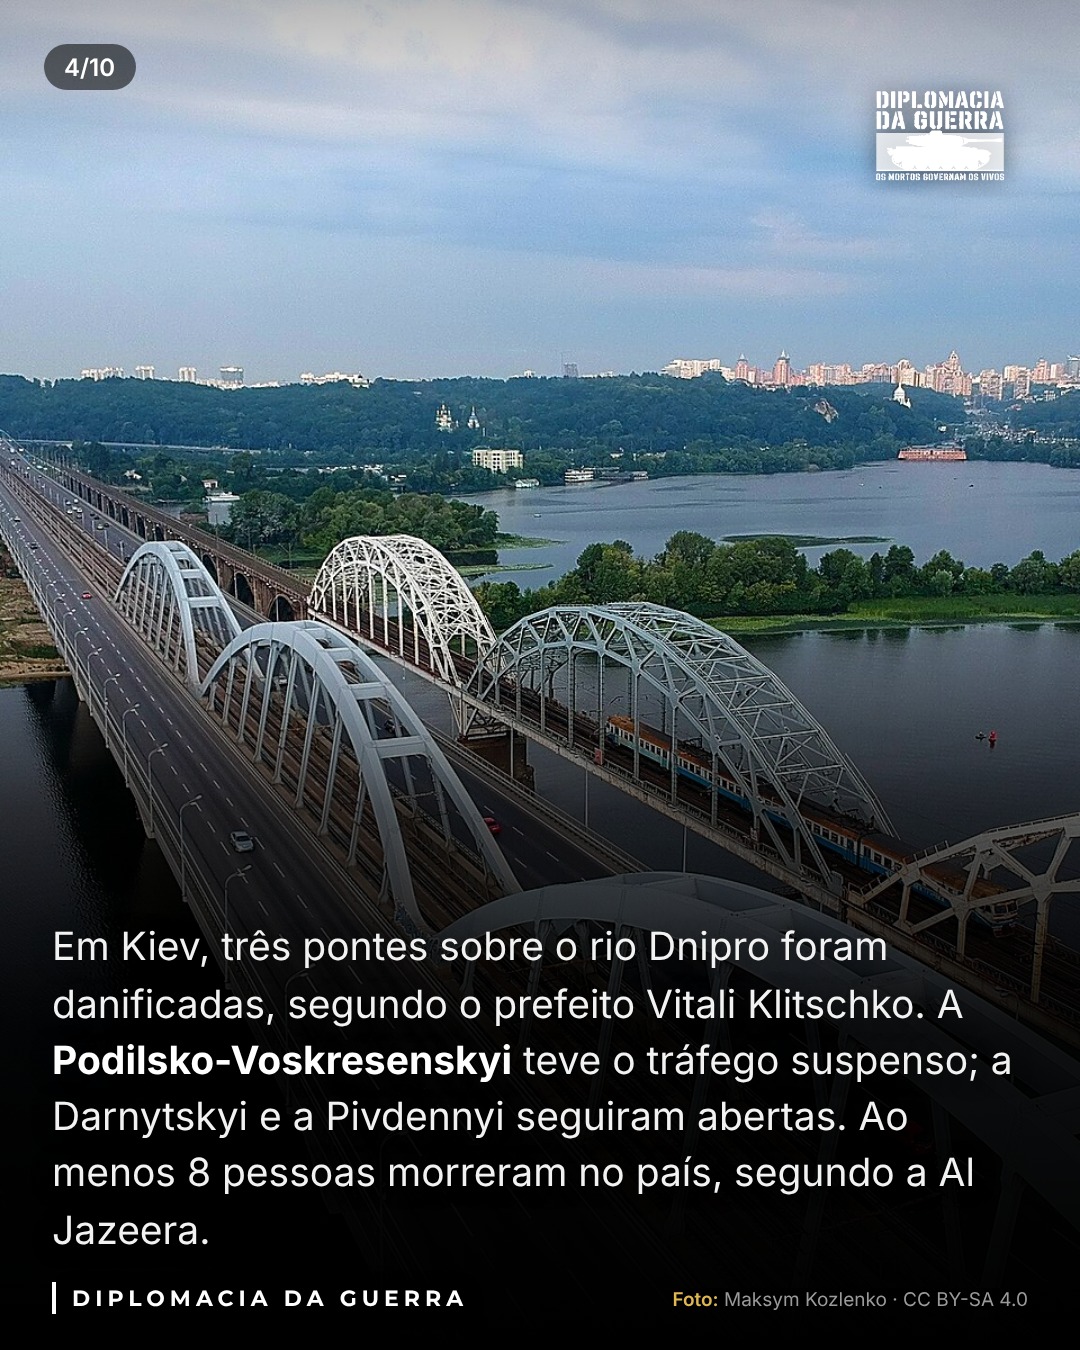 4/10
DIPLOMACIA
DA GUERRA
OS MORTOS GOVERNAM OS VIVOS
Em Kiev, três pontes sobre o rio Dnipro foram
danificadas, segundo o prefeito Vitali Klitschko. A
Podilsko-Voskresenskyi teve o tráfego suspenso; a
Darnytskyi e a Pivdennyi seguiram abertas. Ao
menos 8 pessoas morreram no país, segundo a Al
Jazeera.
DIPLOMACIA DA GUERRA
Foto: Maksym Kozlenko · CC BY-SA 4.0